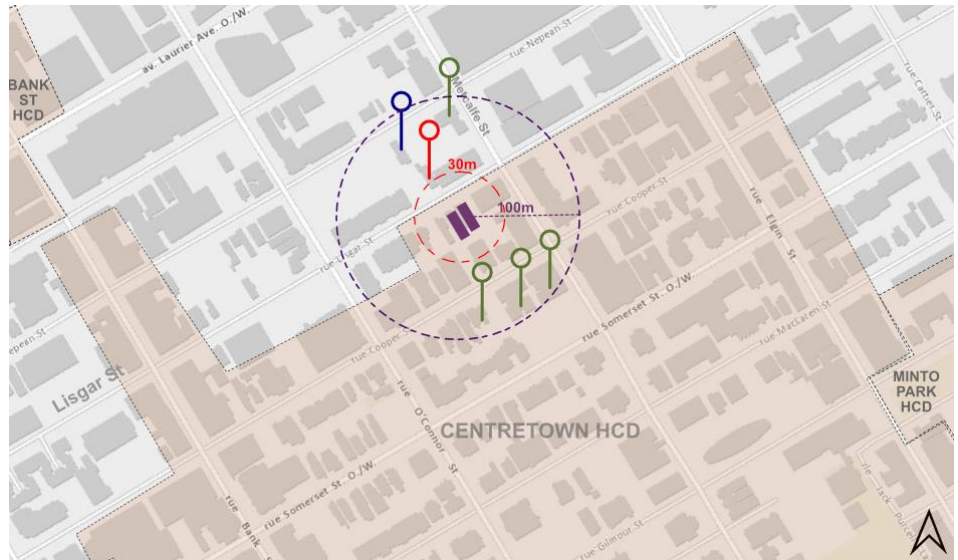 av. Laurier Ave. O./W.
rue-Nepean-St
Metcalfe St
rue-Cartier-St
BANK
ST
HCD
30m
100m
rue-Cooper-St
rue-Lisgar-St
rue Elgin St
Nepean-St
Lisgar St
rue-Cooper-St
rue Somerset St. O./W.
rue-MacLaren-St
MINTO
PARK
HCD
rue O'Connor St
CENTRETOWN HCD
rue Somerset St. O./W.
rue Bank S
rue-Gilmour-St